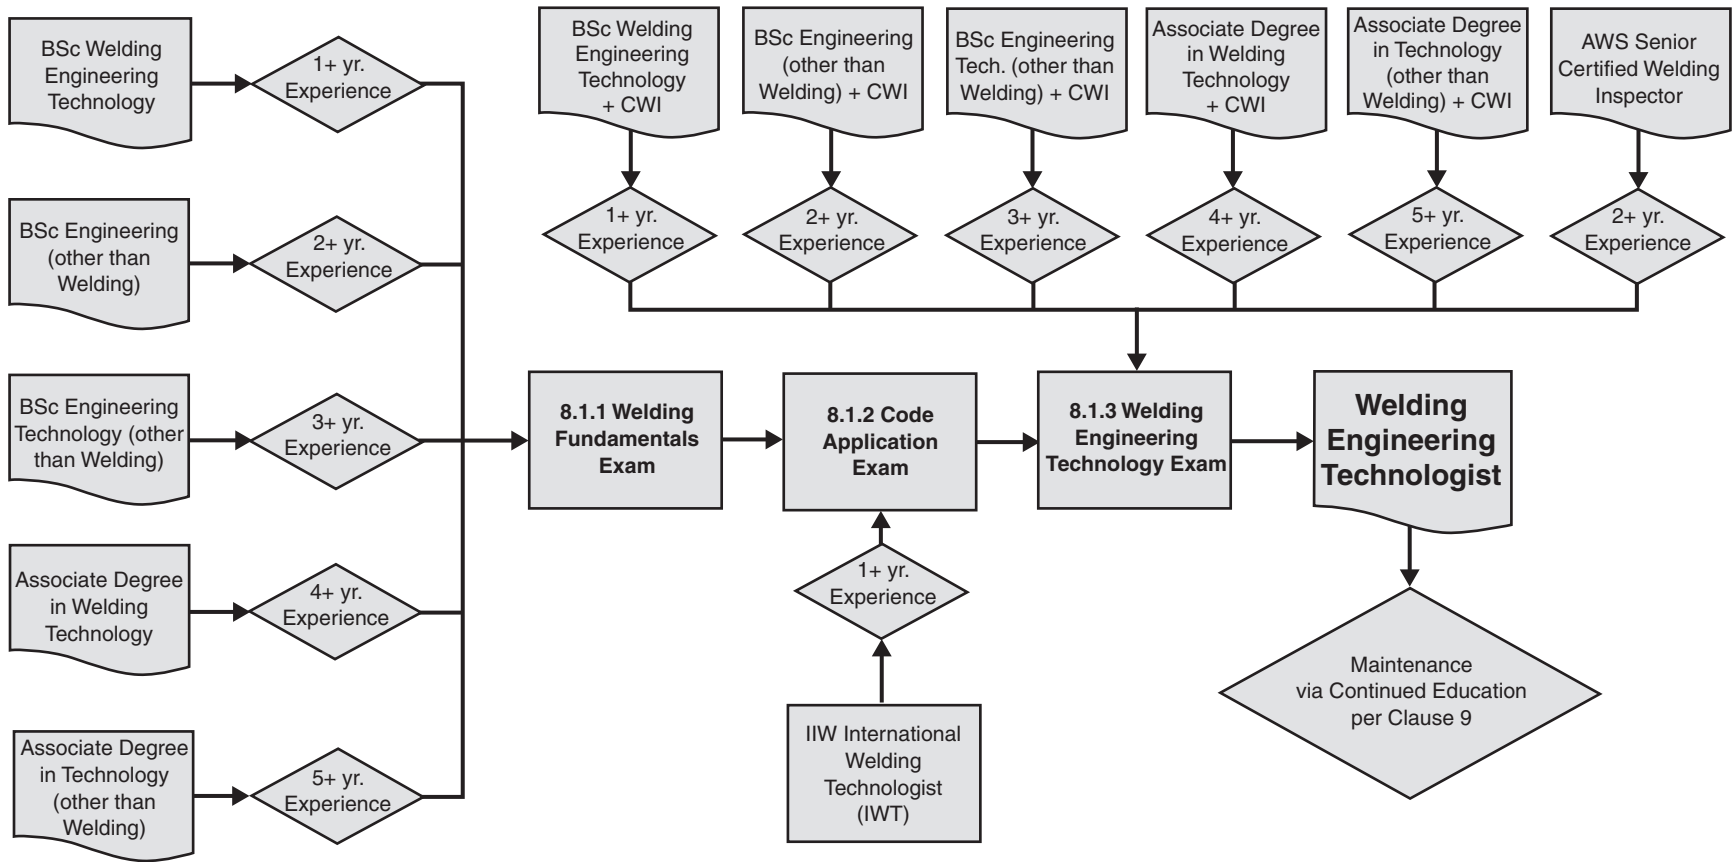 BSc Welding
Engineering
Technology
1+ yr.
Experience
BSc Engineering
(other than
Welding)
2+ yr.
Experience
BSc Engineering
Technology (other
than Welding)
3+ yr.
Experience
Associate Degree
in Welding
Technology
4+ yr.
Experience
Associate Degree
in Technology
(other than
Welding)
5+ yr.
Experience
BSc Welding
Engineering
Technology
+ CWI
1+ yr.
Experience
BSc Engineering
(other than
Welding) + CWI
2+ yr.
Experience
BSc Engineering
Tech. (other than
Welding) + CWI
3+ yr.
Experience
Associate Degree
in Welding
Technology
+ CWI
4+ yr.
Experience
Associate Degree
in Technology
(other than
Welding) + CWI
5+ yr.
Experience
AWS Senior
Certified Welding
Inspector
2+ yr.
Experience
8.1.1 Welding
Fundamentals
Exam
8.1.2 Code
Application
Exam
8.1.3 Welding
Engineering
Technology Exam
Welding
Engineering
Technologist
1+ yr.
Experience
IIW International
Welding
Technologist
(IWT)
Maintenance
via Continued Education
per Clause 9